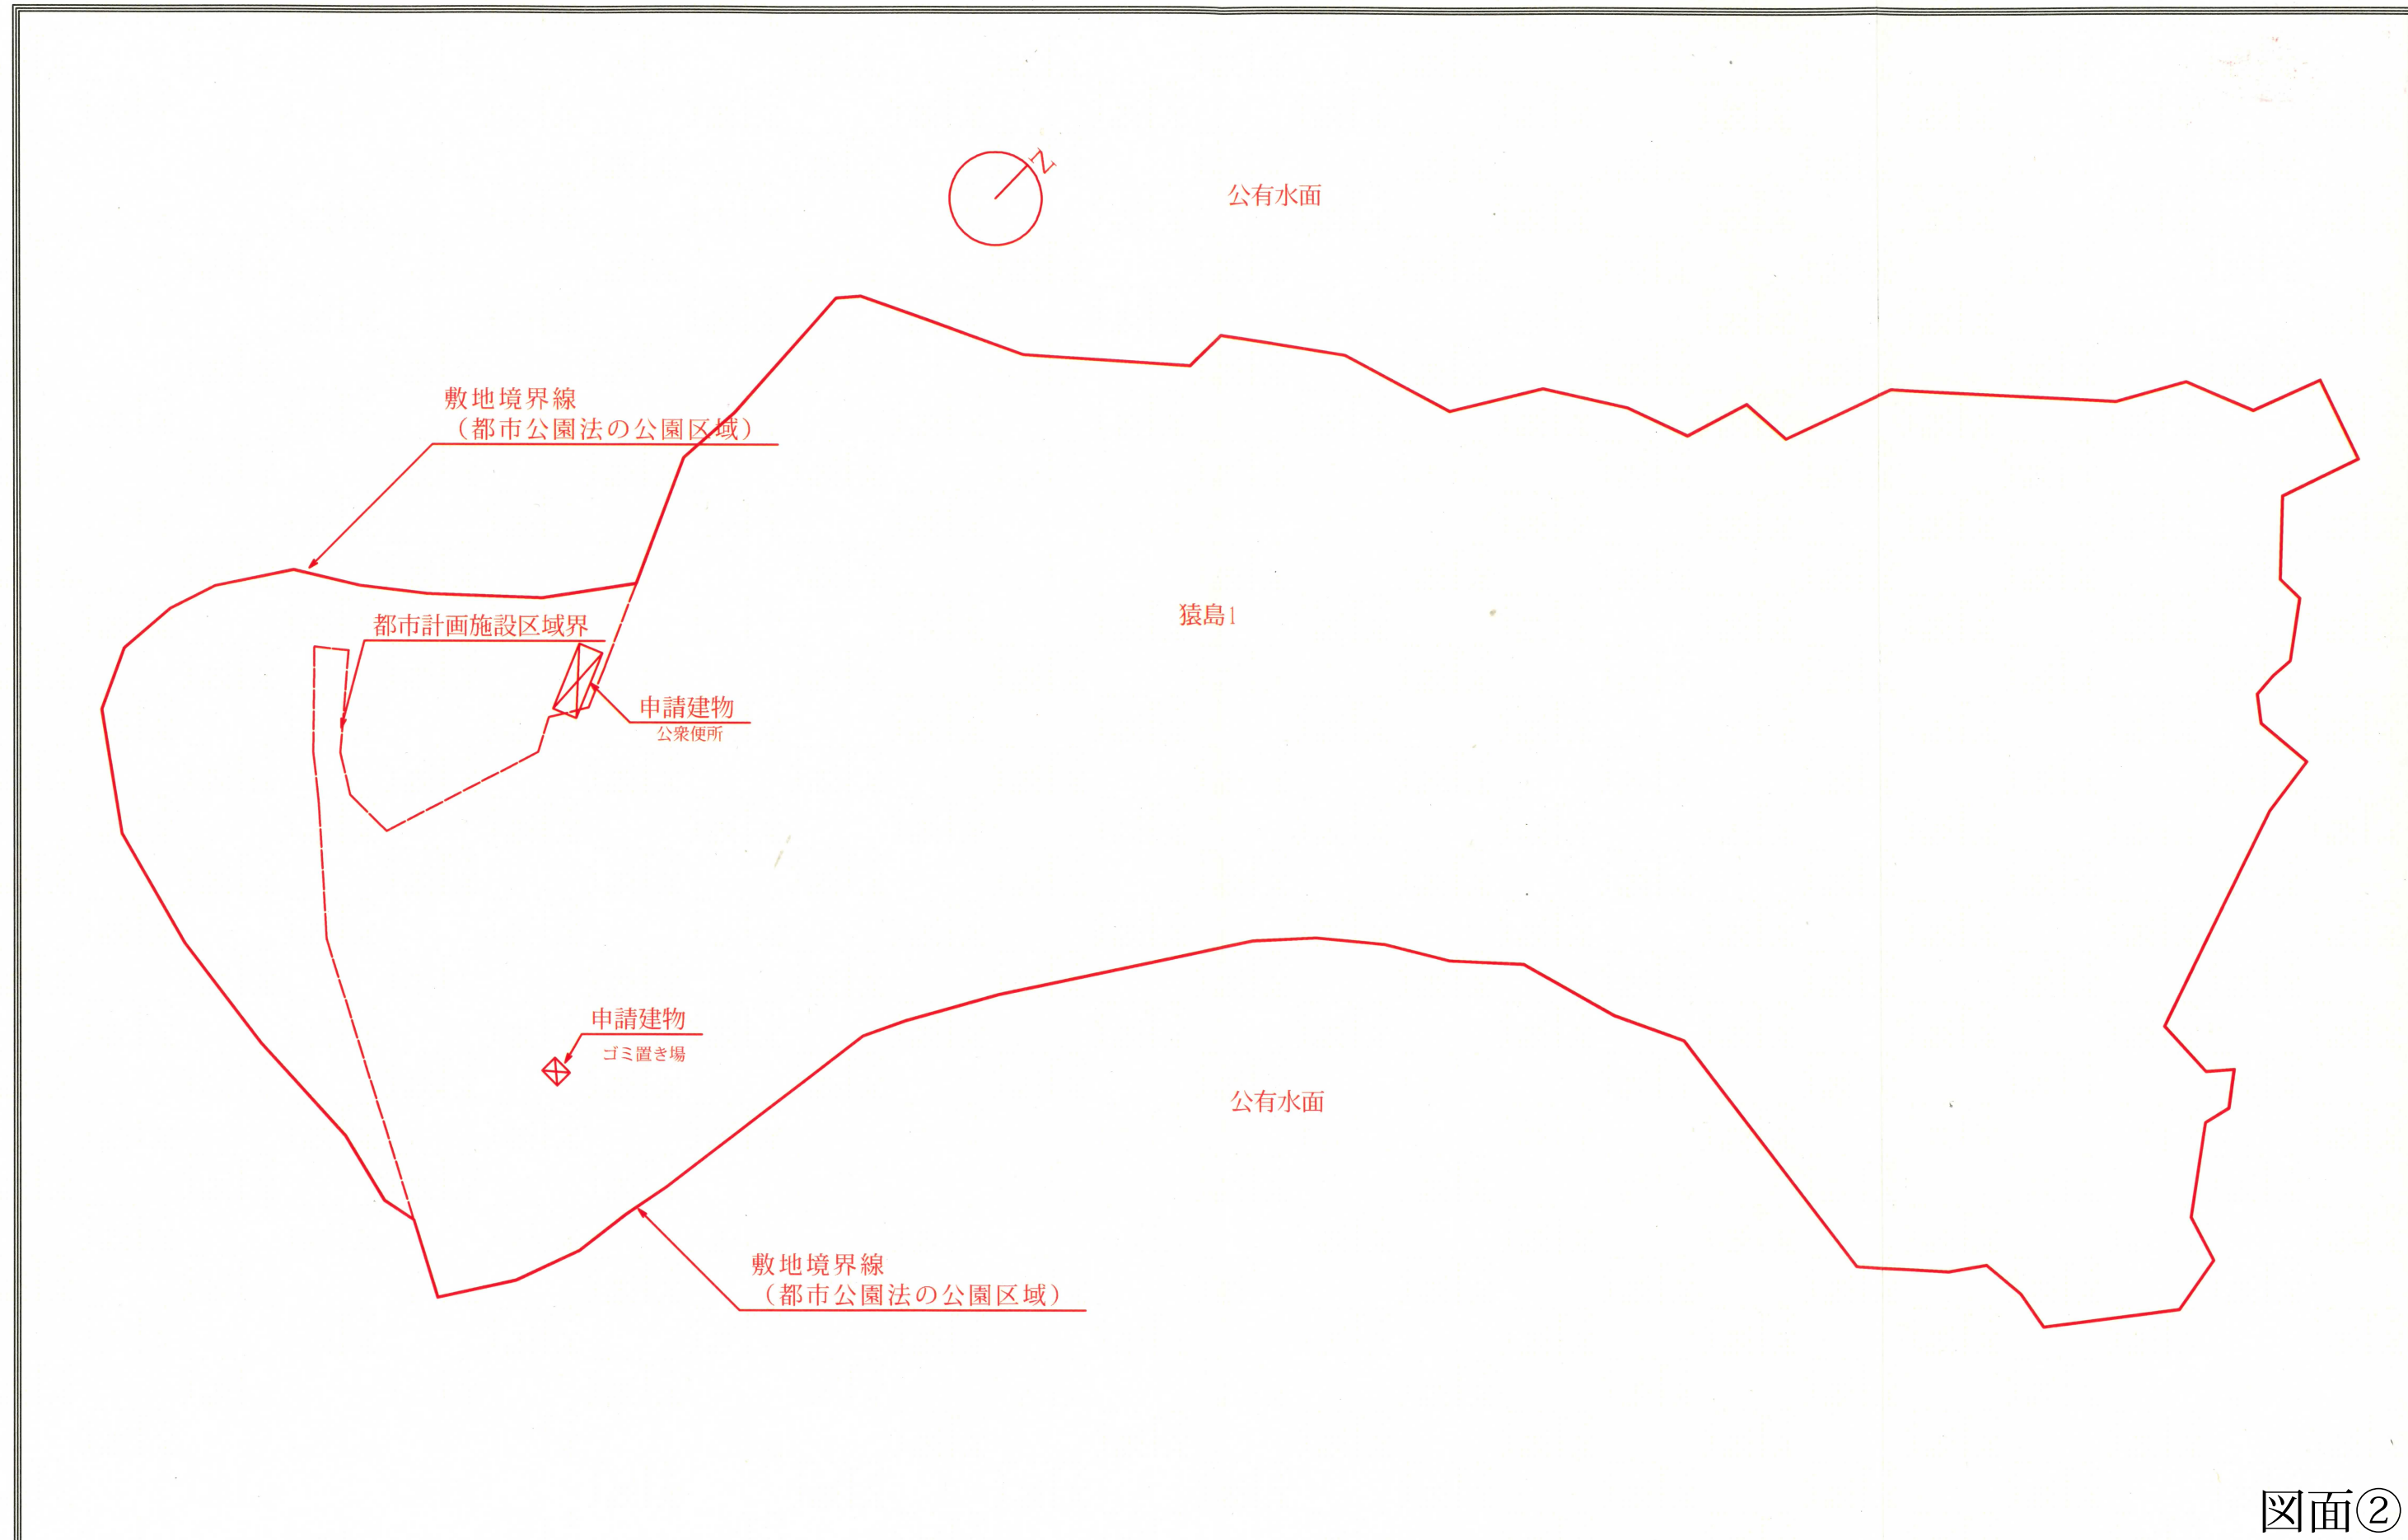 N
公有水面
敷地境界線
（都市公園法の公園区域）
猿島1
都市計画施設区域界
申請建物
公衆便所
申請建物
ゴミ置き場
公有水面
敷地境界線
（都市公園法の公園区域）
図面②